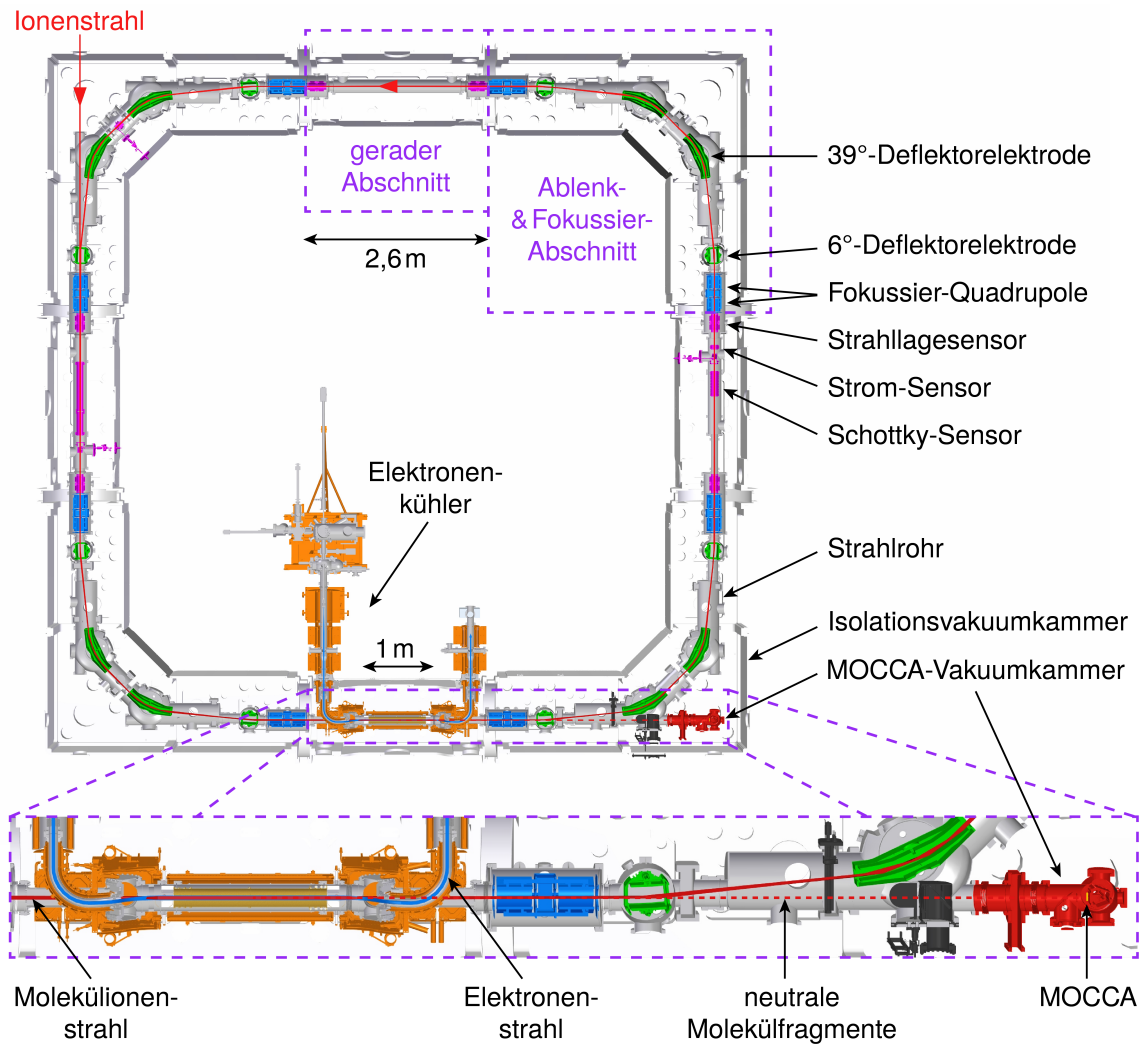 Ionenstrahl
gerader
Abschnitt
Ablenk-
& Fokussier-
Abschnitt
2,6 m
39°-Deflektorelektrode
6°-Deflektorelektrode
Fokussier-Quadrupole
Strahllagesensor
Strom-Sensor
Schottky-Sensor
Elektronen-
kühler
1 m
Strahlrohr
Isolationsvakuumkammer
MOCCA-Vakuumkammer
Molekülionen-
strahl
Elektronen-
strahl
neutrale
Molekülfragmente
MOCCA